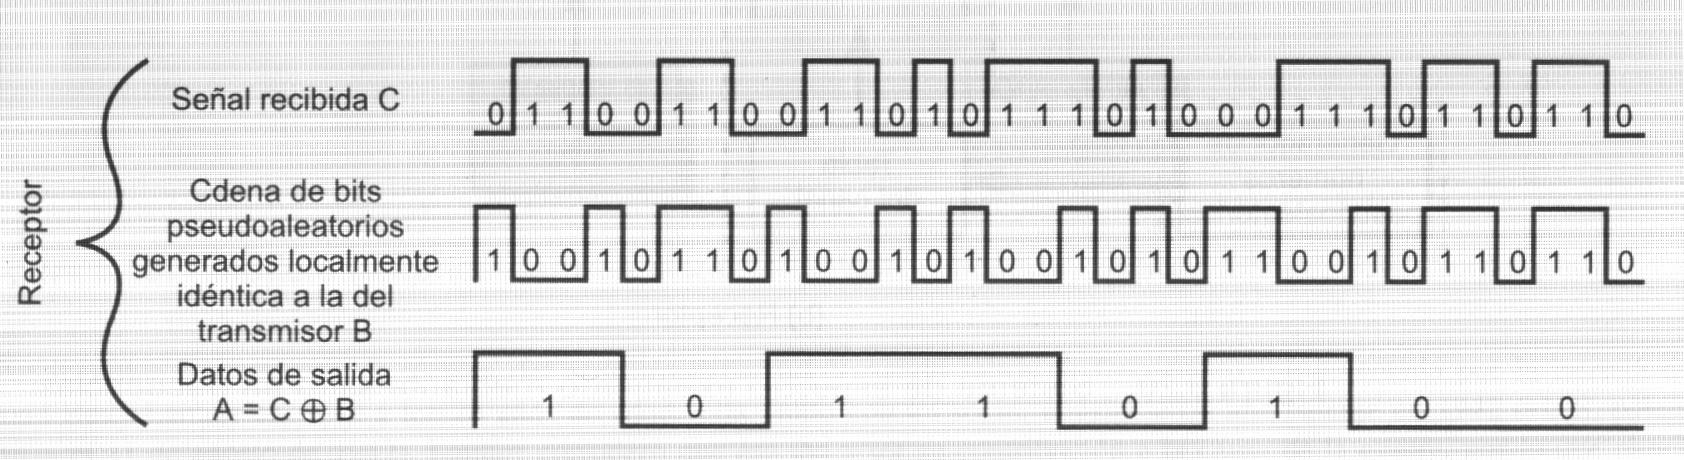 Receptor
Señal recibida C
0 1 1 0 0 1 1 0 0 1 1 0 1 0 1 1 1 0 1 0 0 0 1 1 1 0 1 1 0 1 1 0
Cdena de bits
pseudoaleatorios
generados localmente
idéntica a la del
transmisor B
1 0 0 1 0 1 1 0 1 0 0 1 0 1 0 0 1 0 1 0 1 1 0 0 1 0 1 1 0 1 1 0
Datos de salida
A = C ⊕ B
1 0 1 1 0 1 0 0